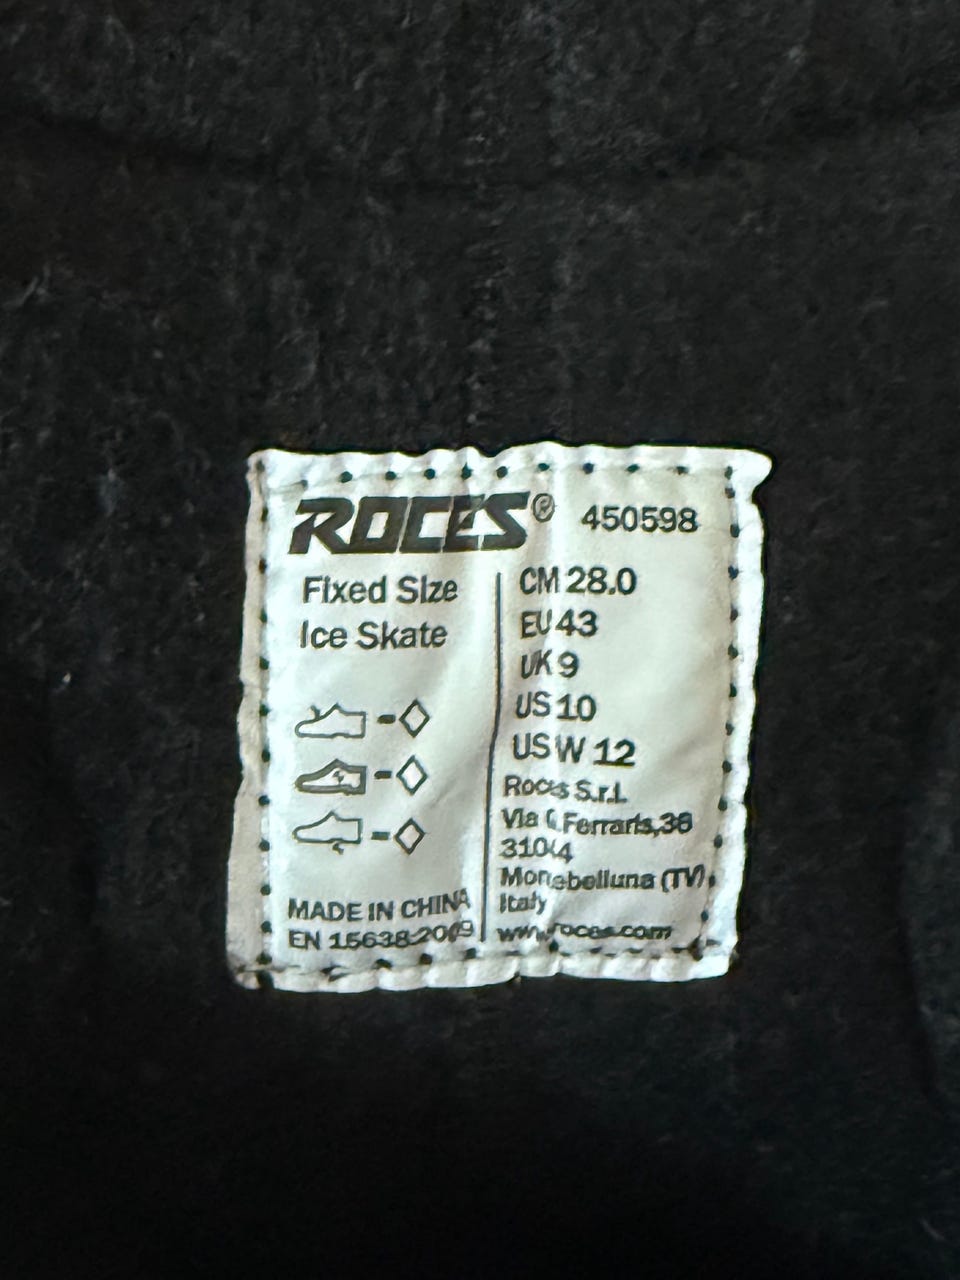 ROCES® 450598
Fixed Size
Ice Skate
MADE IN CHINA
EN 15638:2009
CM 28.0
EU 43
UK 9
US 10
US W 12
Roces S.r.l.
Via G Ferraris, 36
31044
Montebelluna (TV)
Italy
www.roces.com